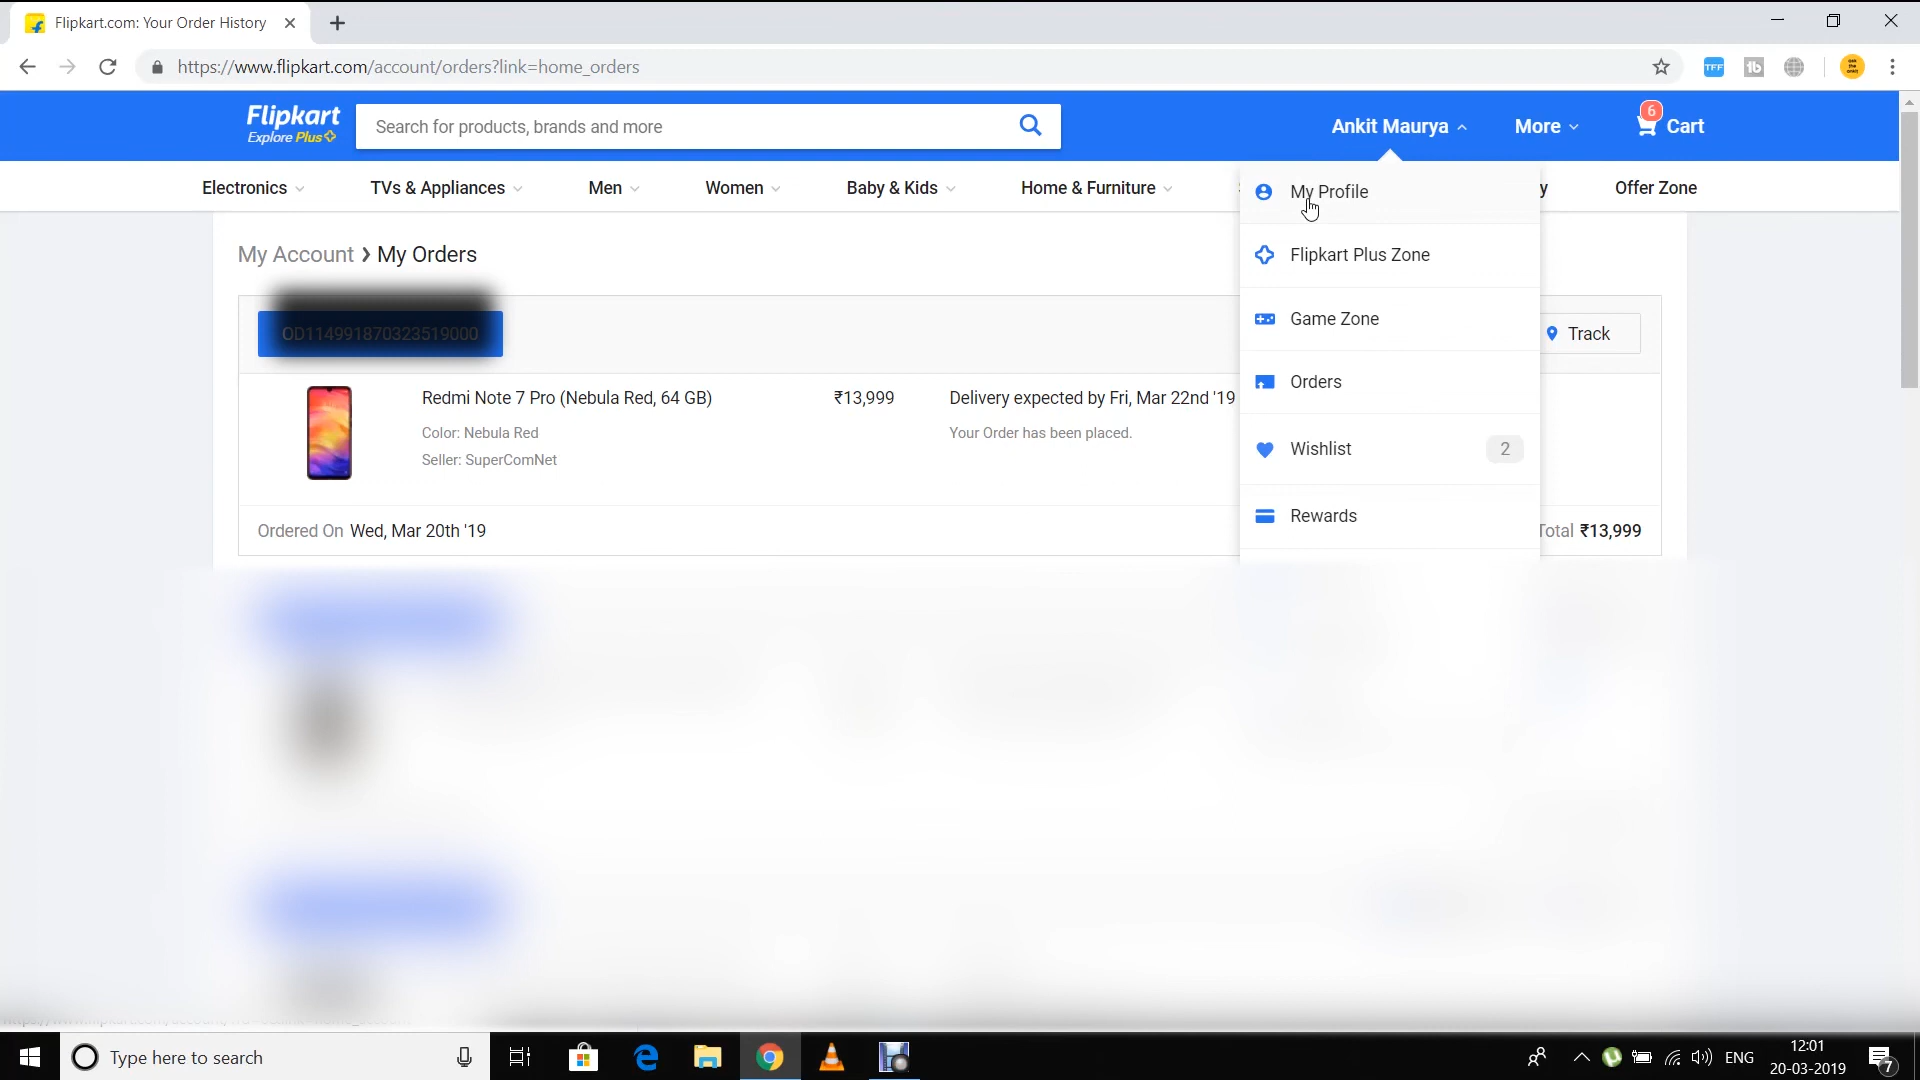 Flipkart.com: Your Order History
https://www.flipkart.com/account/orders?link=home_orders
TFF
Flipkart
Explore Plus
Search for products, brands and more
Ankit Maurya
More
6
Cart
Electronics
TVs & Appliances
Men
Women
Baby & Kids
Home & Furniture
Offer Zone
My Profile
Flipkart Plus Zone
Game Zone
Orders
Wishlist
2
Rewards
My Account > My Orders
Track
Redmi Note 7 Pro (Nebula Red, 64 GB)
₹13,999
Delivery expected by Fri, Mar 22nd '19
Color: Nebula Red
Your Order has been placed.
Seller: SuperComNet
Ordered On Wed, Mar 20th '19
Total ₹13,999
Type here to search
ENG
12:01
20-03-2019
7